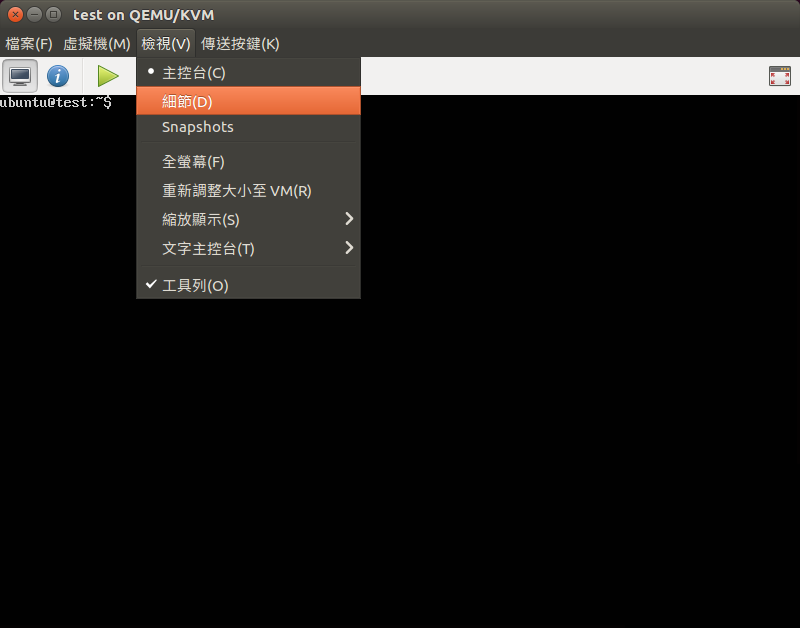 test on QEMU/KVM
檔案(F) 虛擬機(M) 檢視(V) 傳送按鍵(K)
主控台(C)
細節(D)
ubuntu@test:~$
Snapshots
全螢幕(F)
重新調整大小至 VM(R)
縮放顯示(S)
文字主控台(T)
工具列(O)